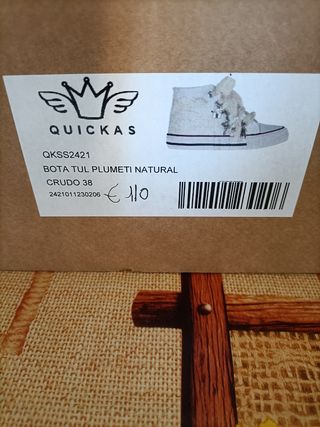 QUICKAS
QKSS2421
BOTA TUL PLUMETI NATURAL
CRUDO 38
2421011230206 € 110